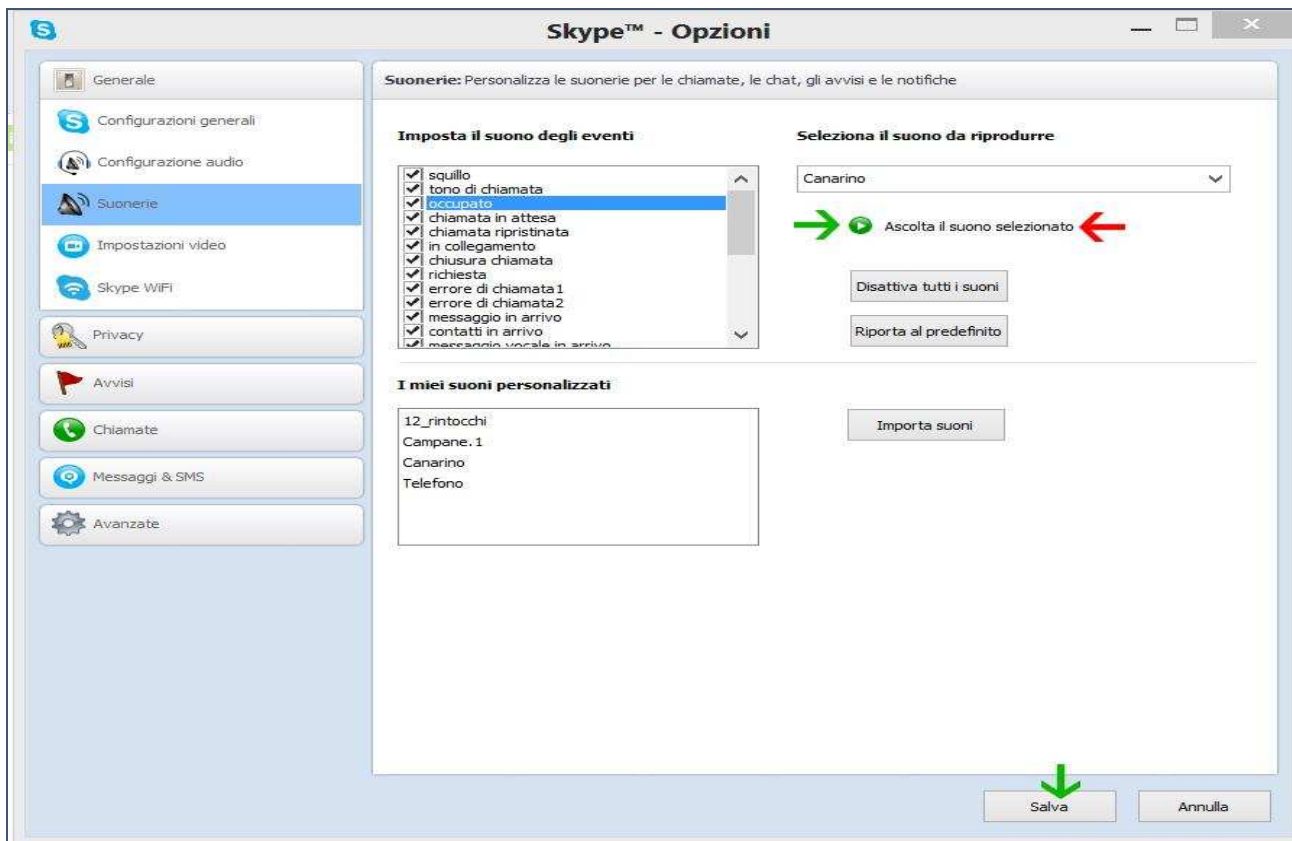 Skype™ - Opzioni
Generale
Configurazioni generali
Configurazione audio
Suonerie
Impostazioni video
Skype WiFi
Privacy
Avvisi
Chiamate
Messaggi & SMS
Avanzate
Suonerie: Personalizza le suonerie per le chiamate, le chat, gli avvisi e le notifiche
Imposta il suono degli eventi
squillo
tono di chiamata
occupato
chiamata in attesa
chiamata ripristinata
in collegamento
chiusura chiamata
richiesta
errore di chiamata1
errore di chiamata2
messaggio in arrivo
contatti in arrivo
messaggio vocale in arrivo
Seleziona il suono da riprodurre
Canarino
Ascolta il suono selezionato
Disattiva tutti i suoni
Riporta al predefinito
I miei suoni personalizzati
12_rintocchi
Campane.1
Canarino
Telefono
Importa suoni
Salva
Annulla